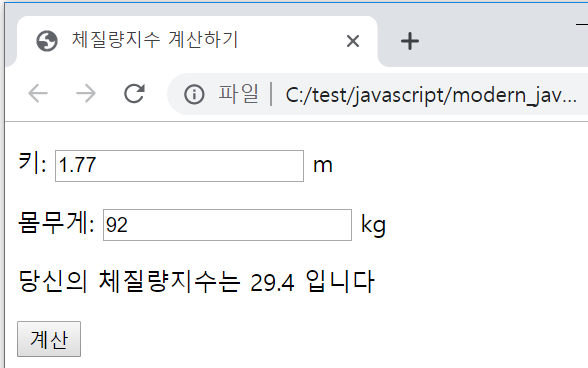 체질량지수 계산하기
파일 C:/test/javascript/modern_jav...
키: 1.77 m
몸무게: 92 kg
당신의 체질량지수는 29.4 입니다
계산